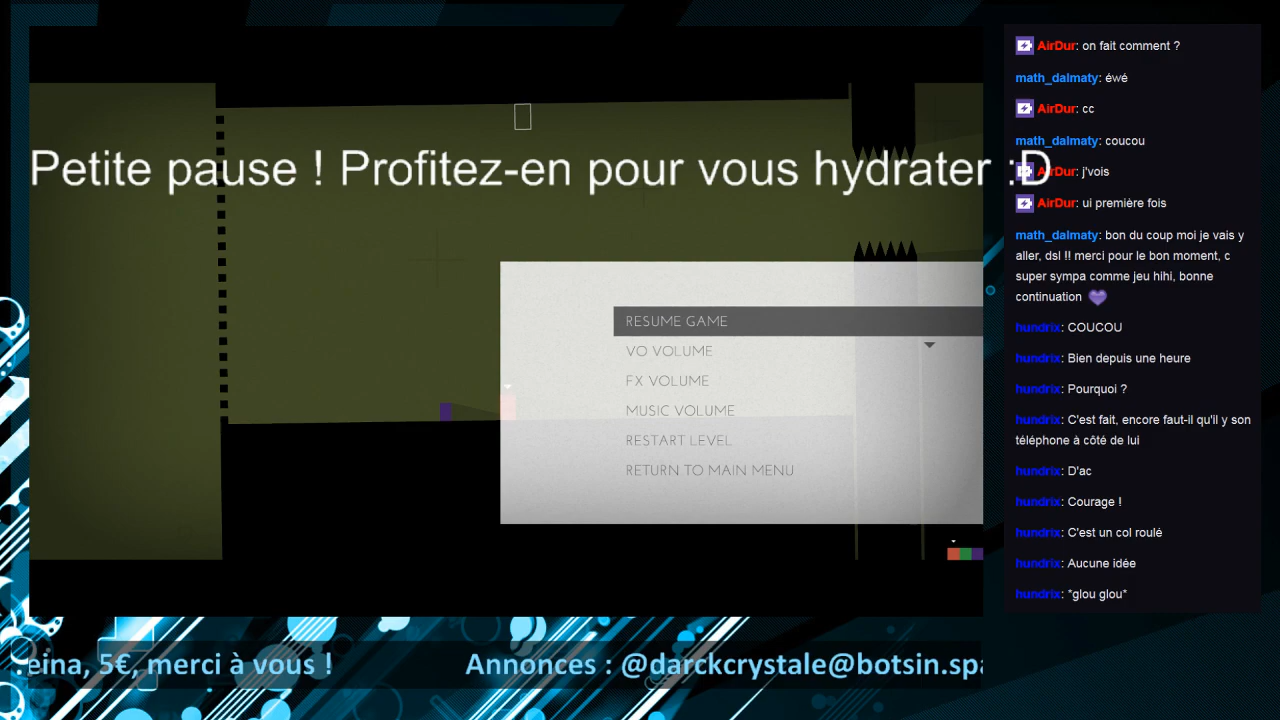 Petite pause ! Profitez-en pour vous hydrater :D
RESUME GAME
VO VOLUME
FX VOLUME
MUSIC VOLUME
RESTART LEVEL
RETURN TO MAIN MENU
AirDur: on fait comment ?
math_dalmaty: éwé
AirDur: cc
math_dalmaty: coucou
AirDur: j'vois
AirDur: ui première fois
math_dalmaty: bon du coup moi je vais y
aller, dsl !! merci pour le bon moment, c
super sympa comme jeu hihi, bonne
continuation
hundrix: COUCOU
hundrix: Bien depuis une heure
hundrix: Pourquoi ?
hundrix: C'est fait, encore faut-il qu'il y son
téléphone à côté de lui
hundrix: D'ac
hundrix: Courage !
hundrix: C'est un col roulé
hundrix: Aucune idée
hundrix: *glou glou*
eina, 5€, merci à vous ! Annonces : @darckcrystale@botsin.spa